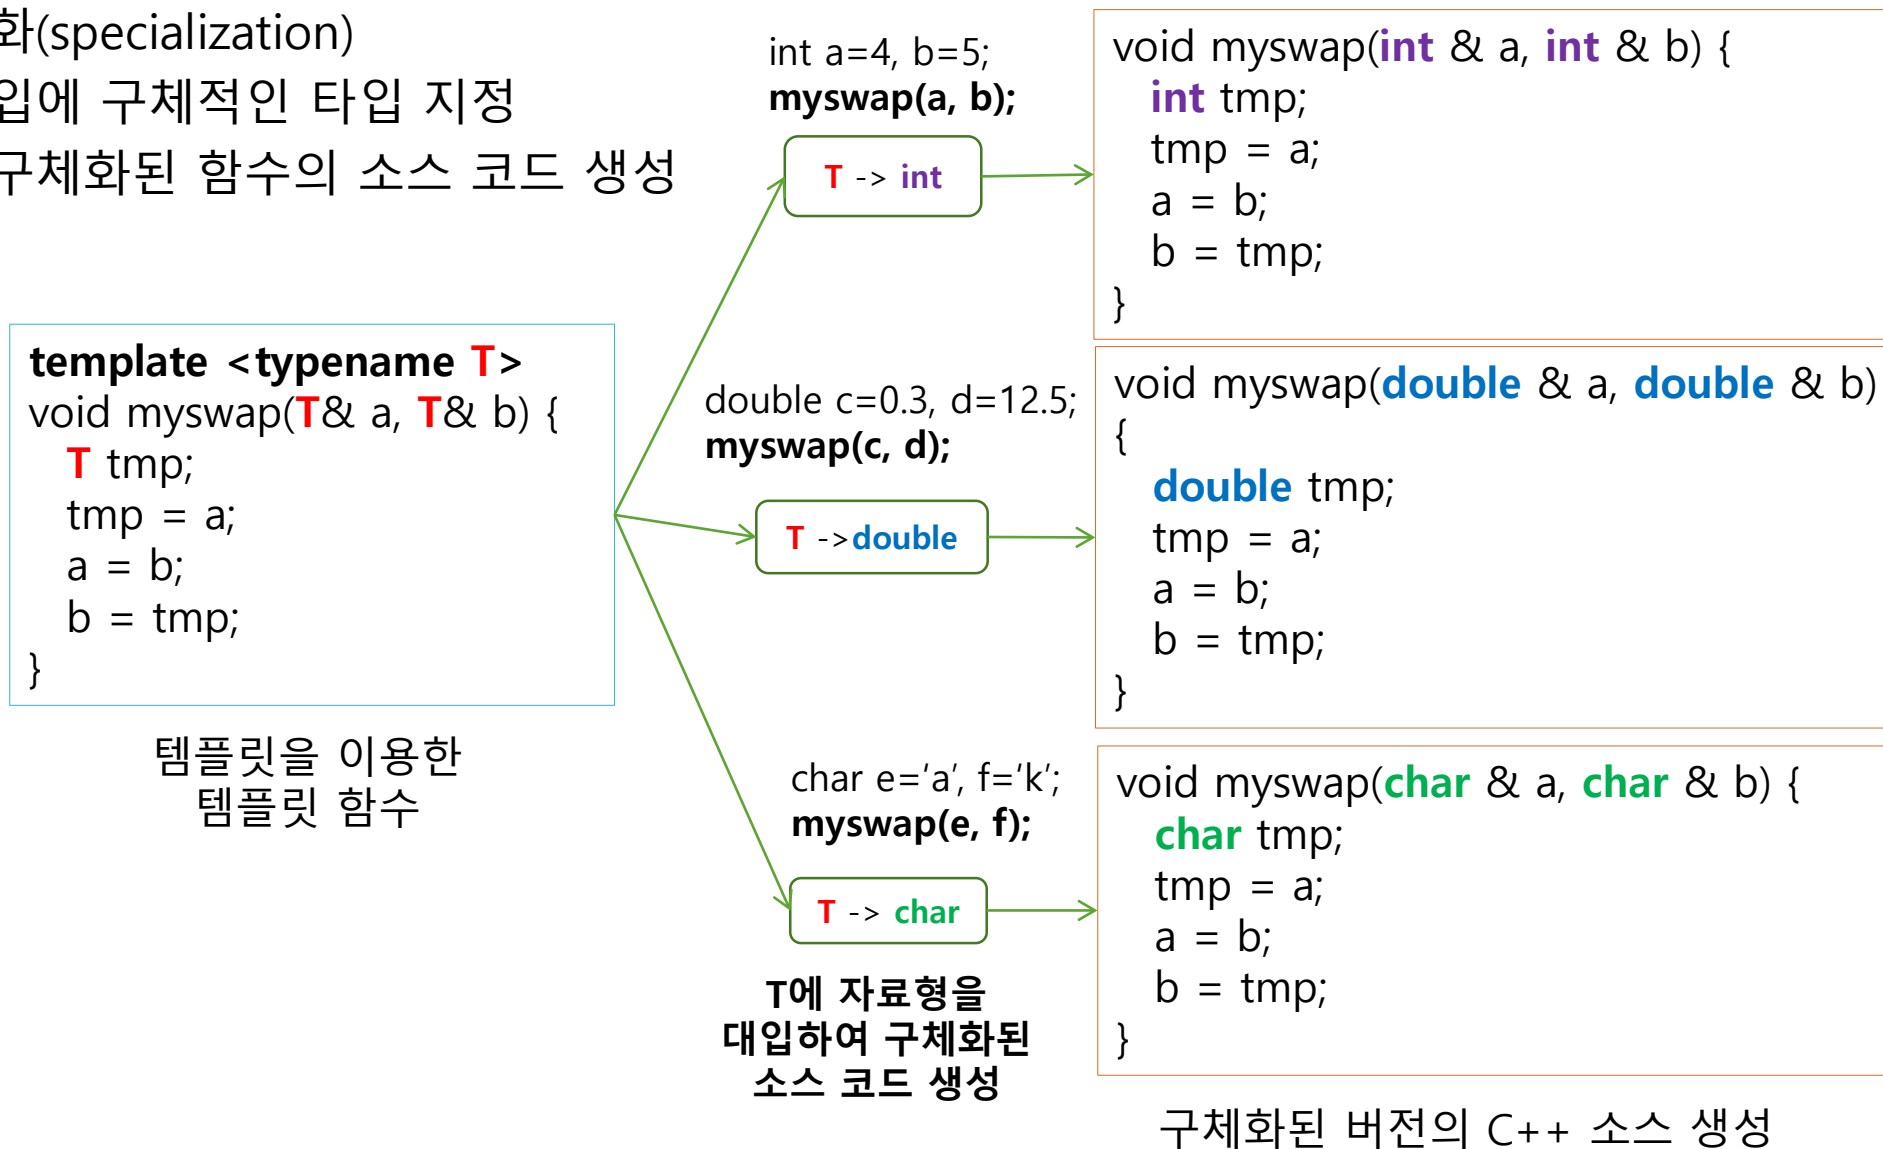 화(specialization)
입에 구체적인 타입 지정
구체화된 함수의 소스 코드 생성
template <typename T>
void myswap(T& a, T& b) {
T tmp;
tmp = a;
a = b;
b = tmp;
}
템플릿을 이용한
템플릿 함수
int a=4, b=5;
myswap(a, b);
T -> int
double c=0.3, d=12.5;
myswap(c, d);
T ->double
char e=‘a’, f=‘k’;
myswap(e, f);
T -> char
T에 자료형을
대입하여 구체화된
소스 코드 생성
void myswap(int & a, int & b) {
int tmp;
tmp = a;
a = b;
b = tmp;
}
void myswap(double & a, double & b)
{
double tmp;
tmp = a;
a = b;
b = tmp;
}
void myswap(char & a, char & b) {
char tmp;
tmp = a;
a = b;
b = tmp;
}
구체화된 버전의 C++ 소스 생성